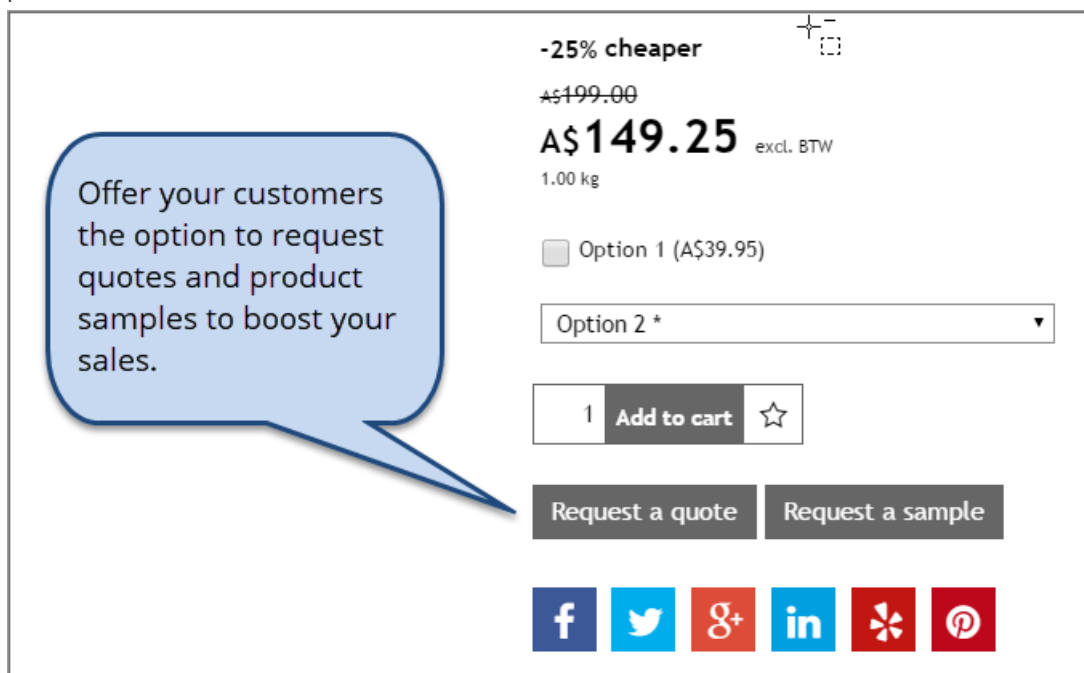 -25% cheaper
A$199.00
A$149.25 excl. BTW
1.00 kg
Offer your customers
the option to request
quotes and product
samples to boost your
sales.
Option 1 (A$39.95)
Option 2 *
1 Add to cart
Request a quote Request a sample
f g+ in